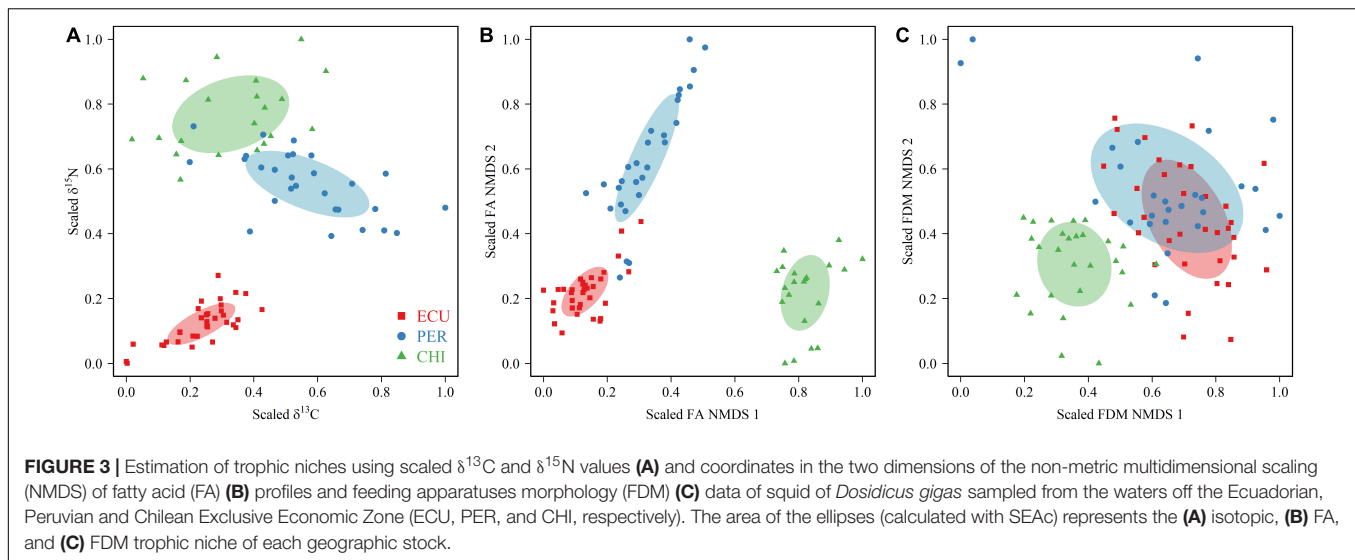 A
1.0
0.8
0.6
0.4
0.2
0.0
Scaled δ¹⁵N
0.0 0.2 0.4 0.6 0.8 1.0
Scaled δ¹³C
ECU
PER
CHI
B
1.0
0.8
0.6
0.4
0.2
0.0
Scaled FA NMDS 2
0.0 0.2 0.4 0.6 0.8 1.0
Scaled FA NMDS 1
C
1.0
0.8
0.6
0.4
0.2
0.0
Scaled FDM NMDS 2
0.0 0.2 0.4 0.6 0.8 1.0
Scaled FDM NMDS 1
FIGURE 3 | Estimation of trophic niches using scaled δ¹³C and δ¹⁵N values (A) and coordinates in the two dimensions of the non-metric multidimensional scaling
(NMDS) of fatty acid (FA) (B) profiles and feeding apparatuses morphology (FDM) (C) data of squid of Dosidicus gigas sampled from the waters off the Ecuadorian,
Peruvian and Chilean Exclusive Economic Zone (ECU, PER, and CHI, respectively). The area of the ellipses (calculated with SEAc) represents the (A) isotopic, (B) FA,
and (C) FDM trophic niche of each geographic stock.